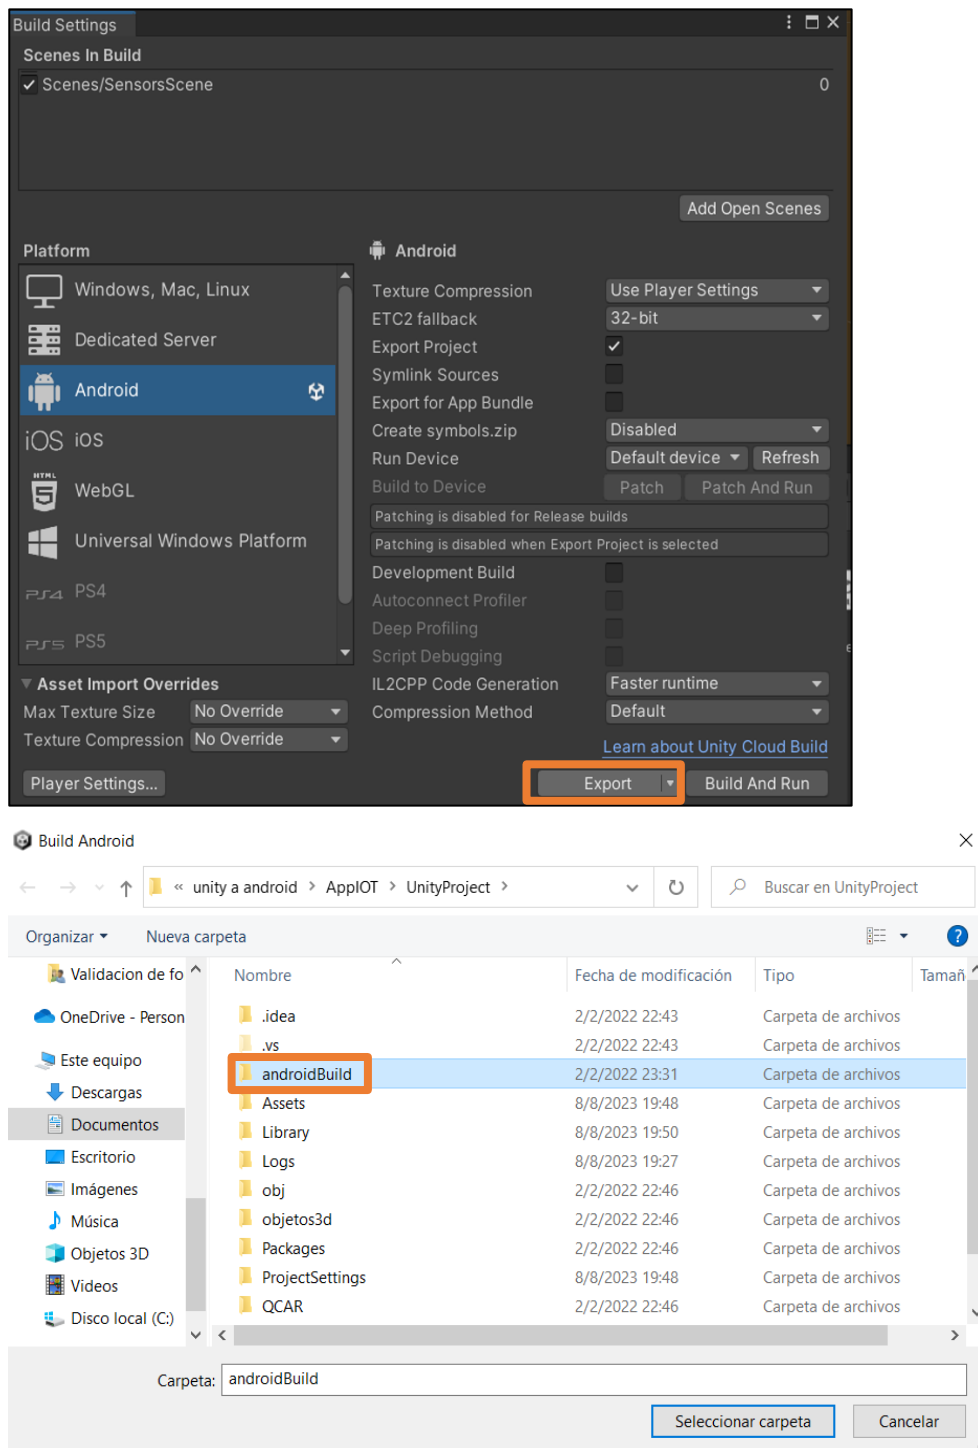 Build Settings
Scenes In Build
Scenes/SensorsScene 0
Add Open Scenes
Platform
Windows, Mac, Linux
Dedicated Server
Android
iOS iOS
HTML
5
WebGL
Universal Windows Platform
PS4 PS4
PS5 PS5
Asset Import Overrides
Max Texture Size No Override
Texture Compression No Override
Player Settings...
Android
Texture Compression Use Player Settings
ETC2 fallback 32-bit
Export Project
Symlink Sources
Export for App Bundle
Create symbols.zip Disabled
Run Device Default device Refresh
Build to Device Patch Patch And Run
Patching is disabled for Release builds
Patching is disabled when Export Project is selected
Development Build
Autoconnect Profiler
Deep Profiling
Script Debugging
IL2CPP Code Generation Faster runtime
Compression Method Default
Learn about Unity Cloud Build
Export Build And Run
Build Android
« unity a android > AppIOT > UnityProject > Buscar en UnityProject
Organizar Nueva carpeta ?
Validacion de fo
OneDrive - Person
Este equipo
Descargas
Documentos
Escritorio
Imágenes
Música
Objetos 3D
Videos
Disco local (C:)
Nombre Fecha de modificación Tipo Tamañ
.idea 2/2/2022 22:43 Carpeta de archivos
.vs 2/2/2022 22:43 Carpeta de archivos
androidBuild 2/2/2022 23:31 Carpeta de archivos
Assets 8/8/2023 19:48 Carpeta de archivos
Library 8/8/2023 19:50 Carpeta de archivos
Logs 8/8/2023 19:27 Carpeta de archivos
obj 2/2/2022 22:46 Carpeta de archivos
objetos3d 2/2/2022 22:46 Carpeta de archivos
Packages 2/2/2022 22:46 Carpeta de archivos
ProjectSettings 8/8/2023 19:48 Carpeta de archivos
QCAR 2/2/2022 22:46 Carpeta de archivos
Carpeta: androidBuild
Seleccionar carpeta Cancelar